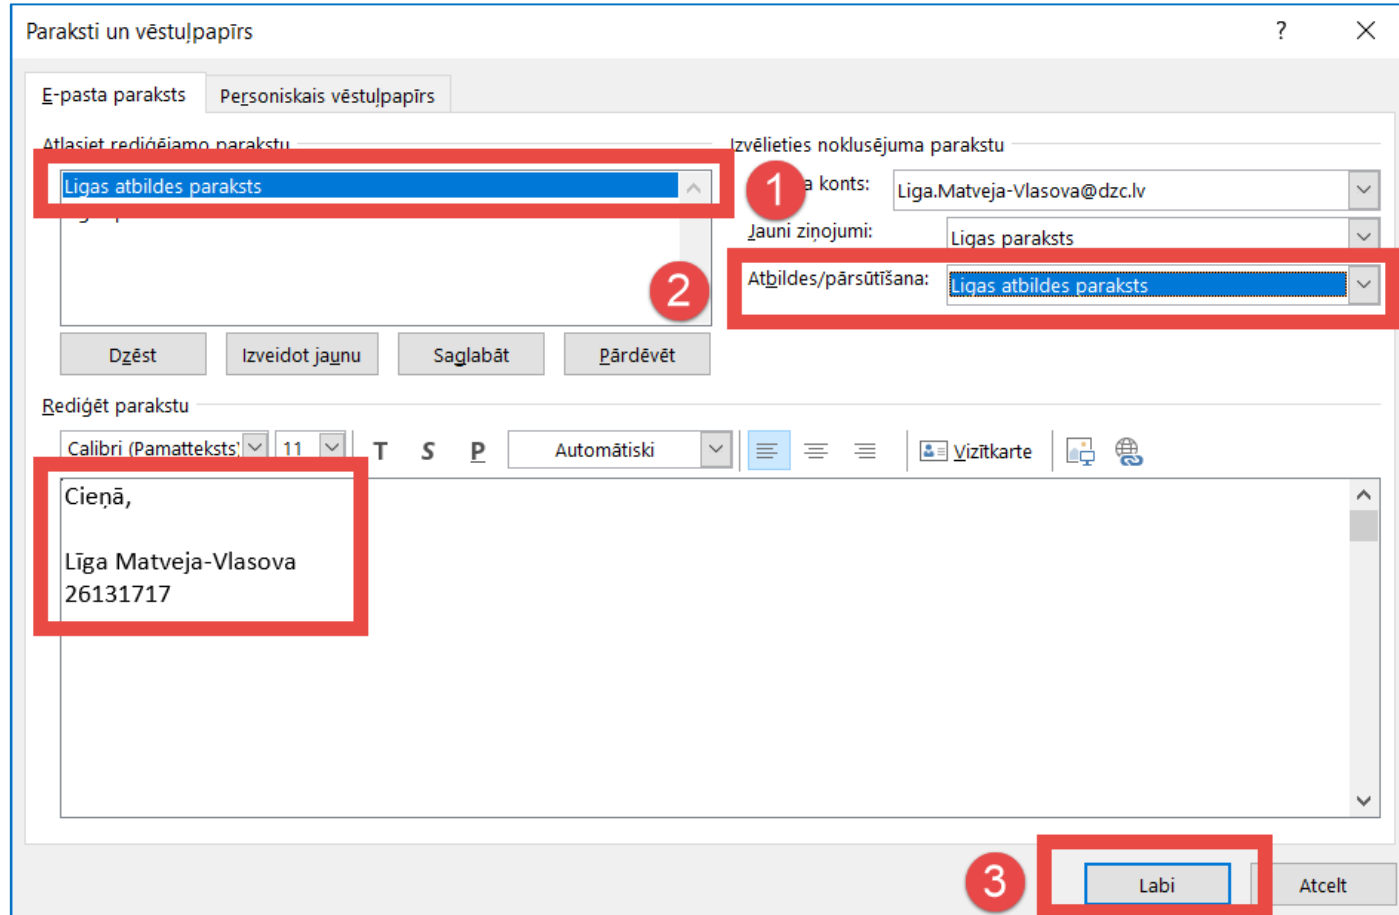 Paraksti un vēstuļpapīrs ?
E-pasta paraksts Personiskais vēstuļpapīrs
Atlasiet rediģējamo parakstu
Ligas atbildes paraksts
Izvēlieties noklusējuma parakstu
1 konts: Liga.Matveja-Vlasova@dzc.lv
Jauni ziņojumi: Ligas paraksts
2 Atbildes/pārsūtīšana: Ligas atbildes paraksts
Dzēst Izveidot jaunu Saglabāt Pārdēvēt
Rediģēt parakstu
Calibri (Pamatteksts) 11 T S P Automātiski Vizītkarte
Cieņā,
Līga Matveja-Vlasova
26131717
3 Labi Atcelt